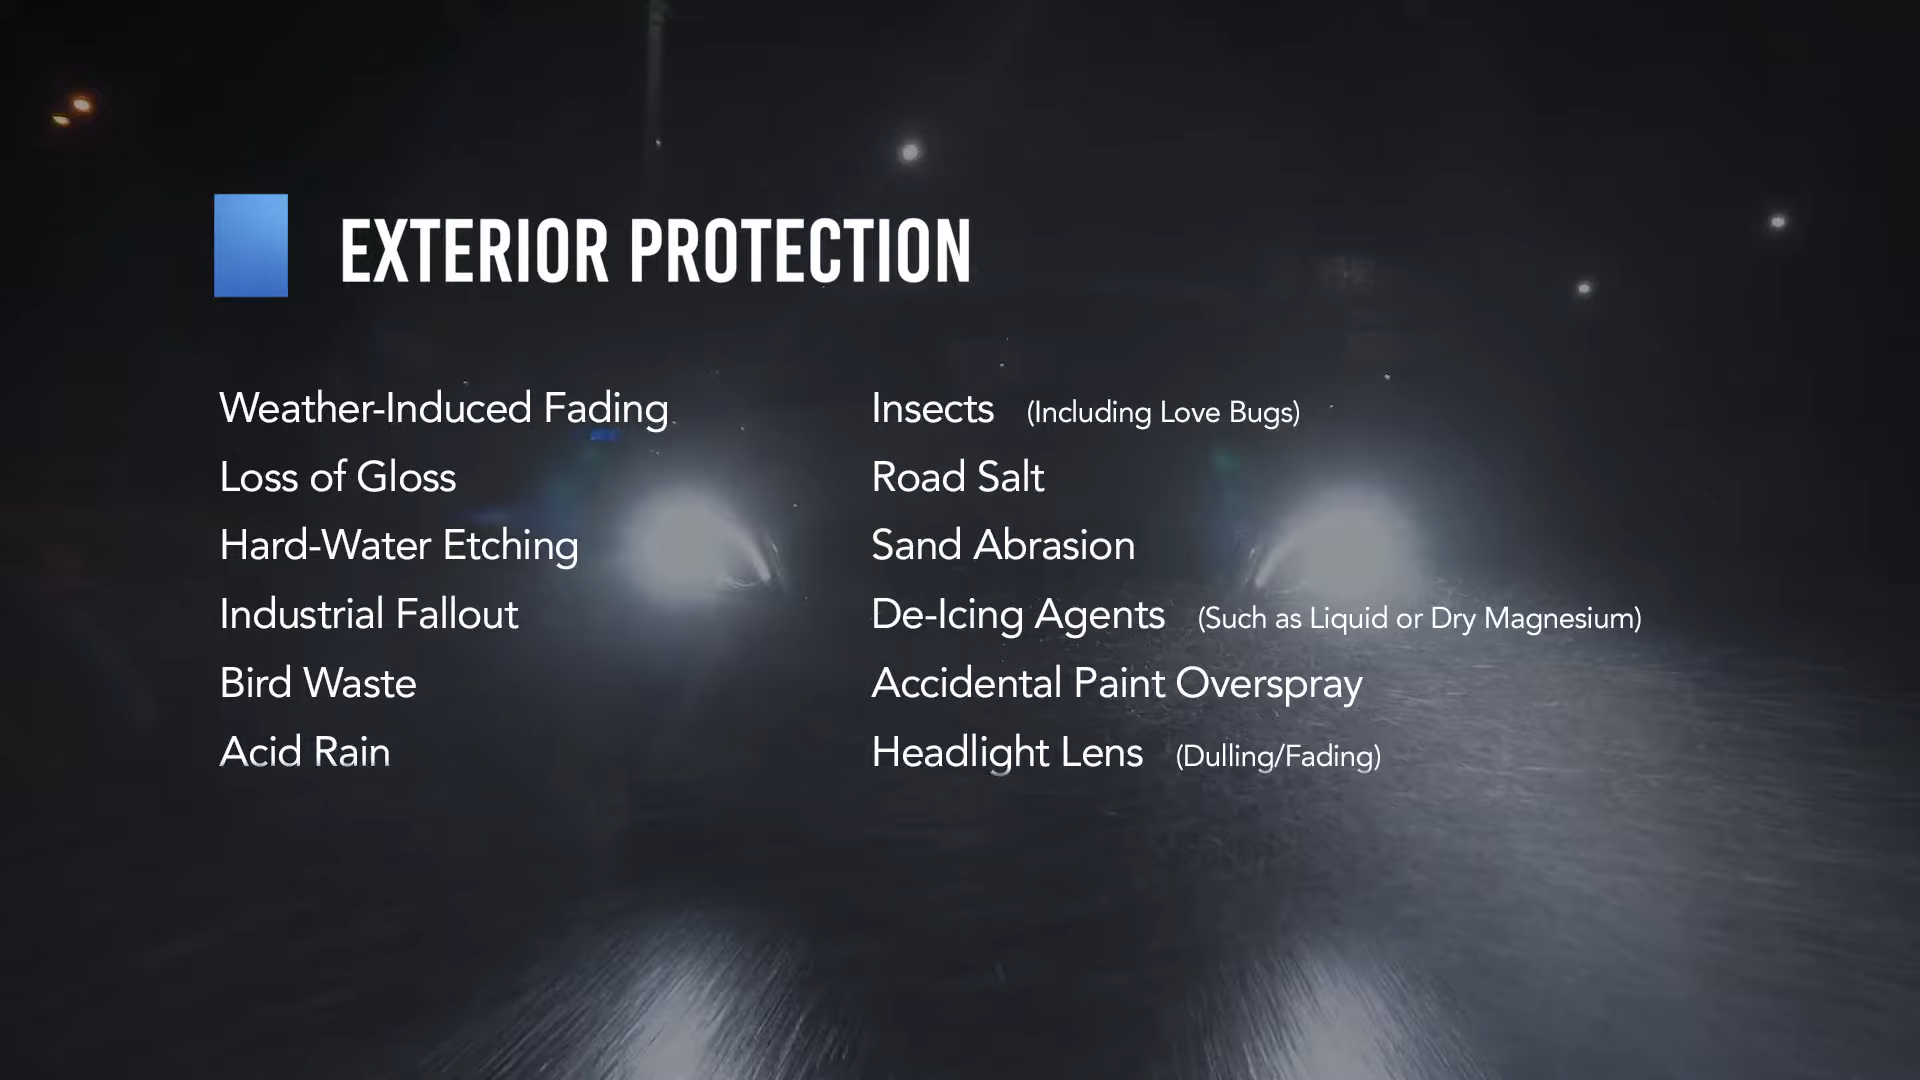 EXTERIOR PROTECTION
Weather-Induced Fading
Loss of Gloss
Hard-Water Etching
Industrial Fallout
Bird Waste
Acid Rain
Insects (Including Love Bugs)
Road Salt
Sand Abrasion
De-Icing Agents (Such as Liquid or Dry Magnesium)
Accidental Paint Overspray
Headlight Lens (Dulling/Fading)